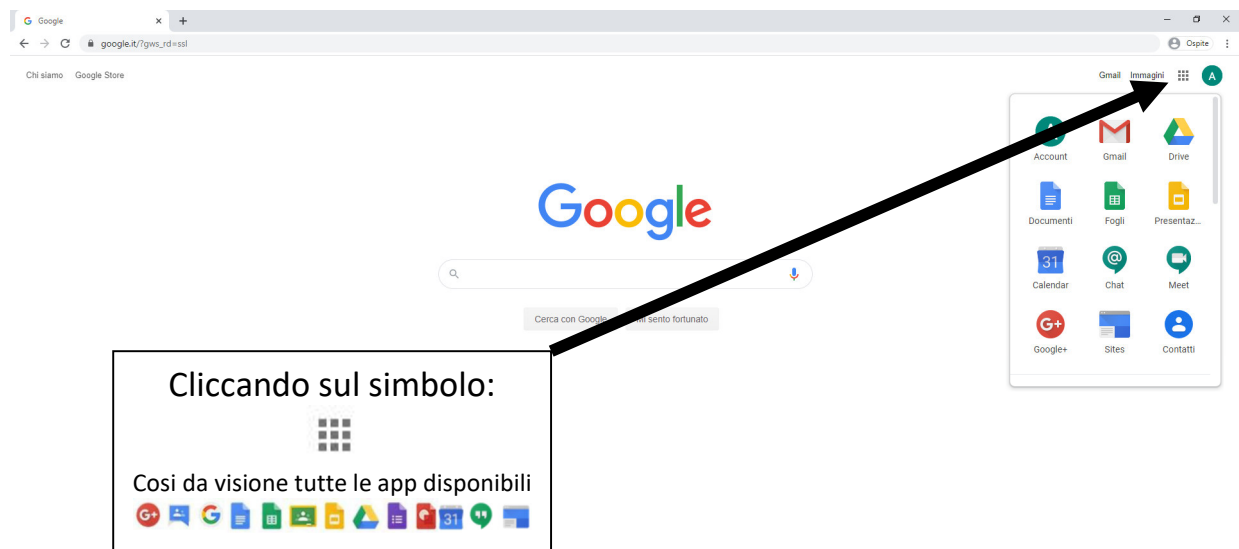 Google
google.it/?gws_rd=ssl
Ospite
Chi siamo Google Store
Gmail Immagini A
Account Gmail Drive
Documenti Fogli Presentaz...
31
Calendar Chat Meet
G+
Google+ Sites Contatti
Google
Cerca con Google sento fortunato
Cliccando sul simbolo:
Cosi da visione tutte le app disponibili
G+ G 31